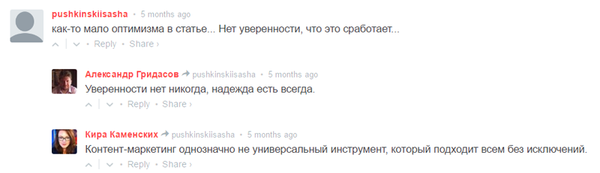 pushkinskiisasha • 5 months ago
как-то мало оптимизма в статье... Нет уверенности, что это сработает...
• Reply • Share ›
Александр Гридасов pushkinskiisasha • 5 months ago
Уверенности нет никогда, надежда есть всегда.
• Reply • Share ›
Кира Каменских pushkinskiisasha • 5 months ago
Контент-маркетинг однозначно не универсальный инструмент, который подходит всем без исключений.
• Reply • Share ›